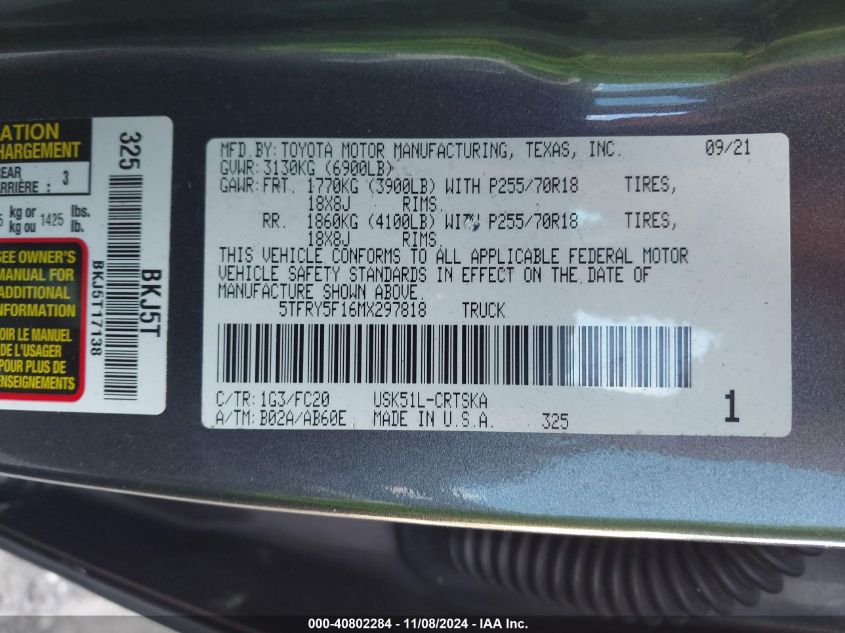 ATION
HARGEMENT
EAR
ARRIÈRE : 3
kg or 1425 lbs.
kg ou lb.
SEE OWNER'S
MANUAL FOR
ADDITIONAL
INFORMATION
VOIR LE MANUEL
DE L'USAGER
POUR PLUS DE
ENSEIGNEMENTS
325
BKJ5T
BKJ5T17138
MFD.BY: TOYOTA MOTOR MANUFACTURING, TEXAS, INC. 09/21
GVWR: 3130KG (6900LB)
GAWR: FRT. 1770KG (3900LB) WITH P255/70R18 TIRES,
18X8J RIMS.
RR. 1860KG (4100LB) WITH P255/70R18 TIRES,
18X8J RIMS.
THIS VEHICLE CONFORMS TO ALL APPLICABLE FEDERAL MOTOR
VEHICLE SAFETY STANDARDS IN EFFECT ON THE DATE OF
MANUFACTURE SHOWN ABOVE.
5TFRY5F16MX297818 TRUCK
C/TR: 1G3/FC20 USK51L-CRTSKA
A/TM: B02A/AB60E MADE IN U.S.A. 325 1
000-40802284 - 11/08/2024 - IAA Inc.